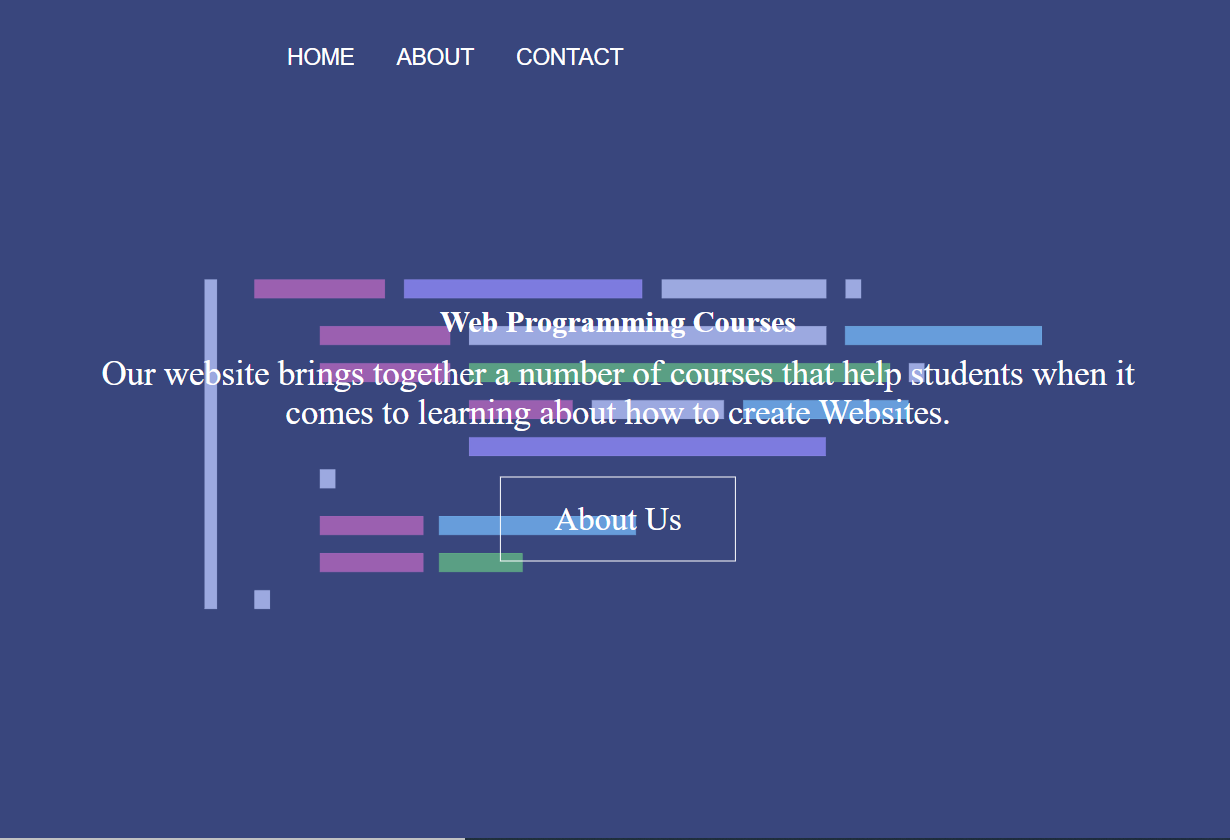 HOME ABOUT CONTACT
Web Programming Courses
Our website brings together a number of courses that help students when it
comes to learning about how to create Websites.
About Us